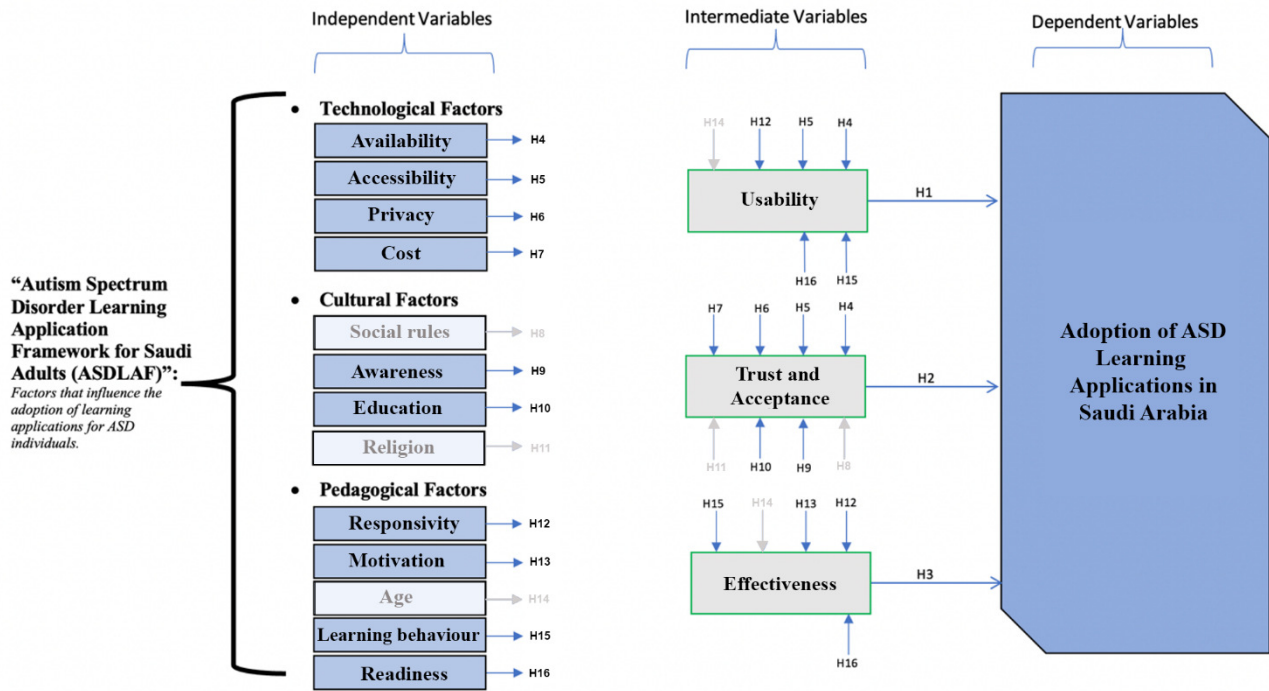 Independent Variables
Intermediate Variables
Dependent Variables
“Autism Spectrum
Disorder Learning
Application
Framework for Saudi
Adults (ASDLAF)”:
Factors that influence the
adoption of learning
applications for ASD
individuals.
• Technological Factors
Availability
H4
Accessibility
H5
Privacy
H6
Cost
H7
• Cultural Factors
Social rules
H8
Awareness
H9
Education
H10
Religion
H11
• Pedagogical Factors
Responsivity
H12
Motivation
H13
Age
H14
Learning behaviour
H15
Readiness
H16
H14
H12
H5
H4
Usability
H1
H16
H15
H7
H6
H5
H4
Trust and
Acceptance
H2
H11
H10
H9
H8
H15
H14
H13
H12
Effectiveness
H3
H16
Adoption of ASD
Learning
Applications in
Saudi Arabia